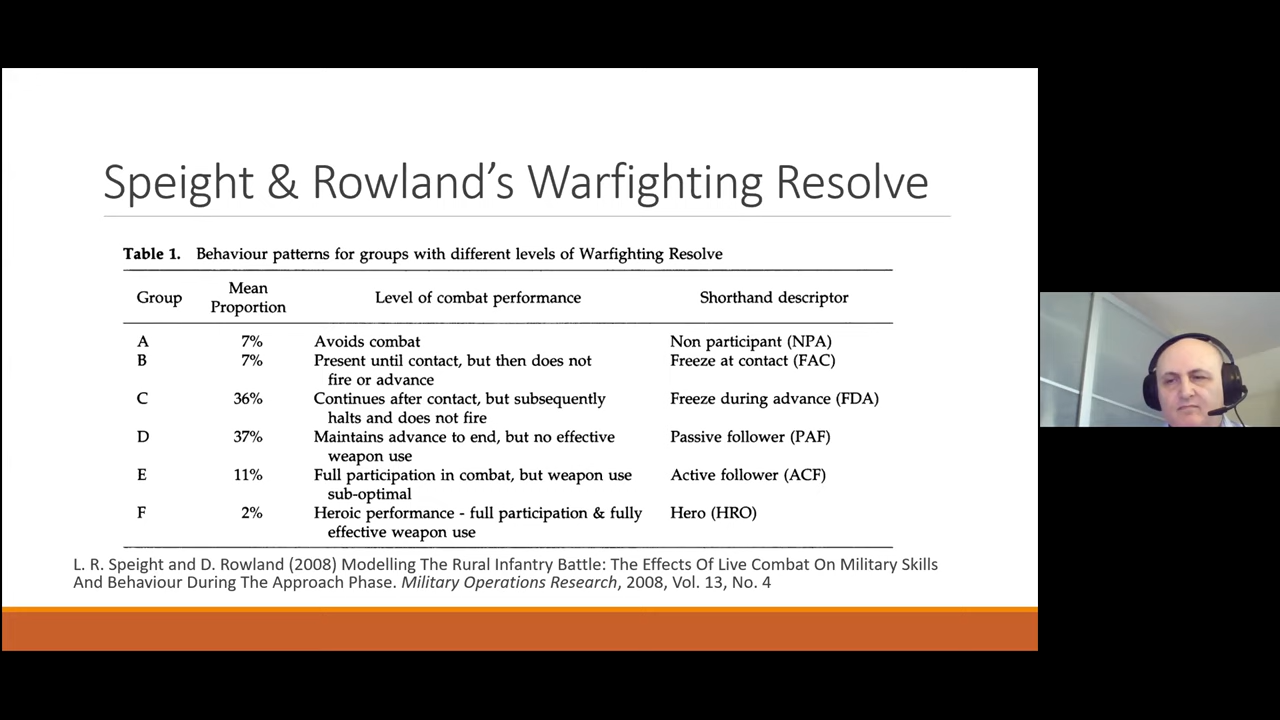 Speight & Rowland’s Warfighting Resolve
Table 1. Behaviour patterns for groups with different levels of Warfighting Resolve
Group Mean Proportion Level of combat performance Shorthand descriptor
A 7% Avoids combat Non participant (NPA)
B 7% Present until contact, but then does not Freeze at contact (FAC)
fire or advance
C 36% Continues after contact, but subsequently Freeze during advance (FDA)
halts and does not fire
D 37% Maintains advance to end, but no effective Passive follower (PAF)
weapon use
E 11% Full participation in combat, but weapon use Active follower (ACF)
sub-optimal
F 2% Heroic performance - full participation & fully Hero (HRO)
effective weapon use
L. R. Speight and D. Rowland (2008) Modelling The Rural Infantry Battle: The Effects Of Live Combat On Military Skills
And Behaviour During The Approach Phase. Military Operations Research, 2008, Vol. 13, No. 4